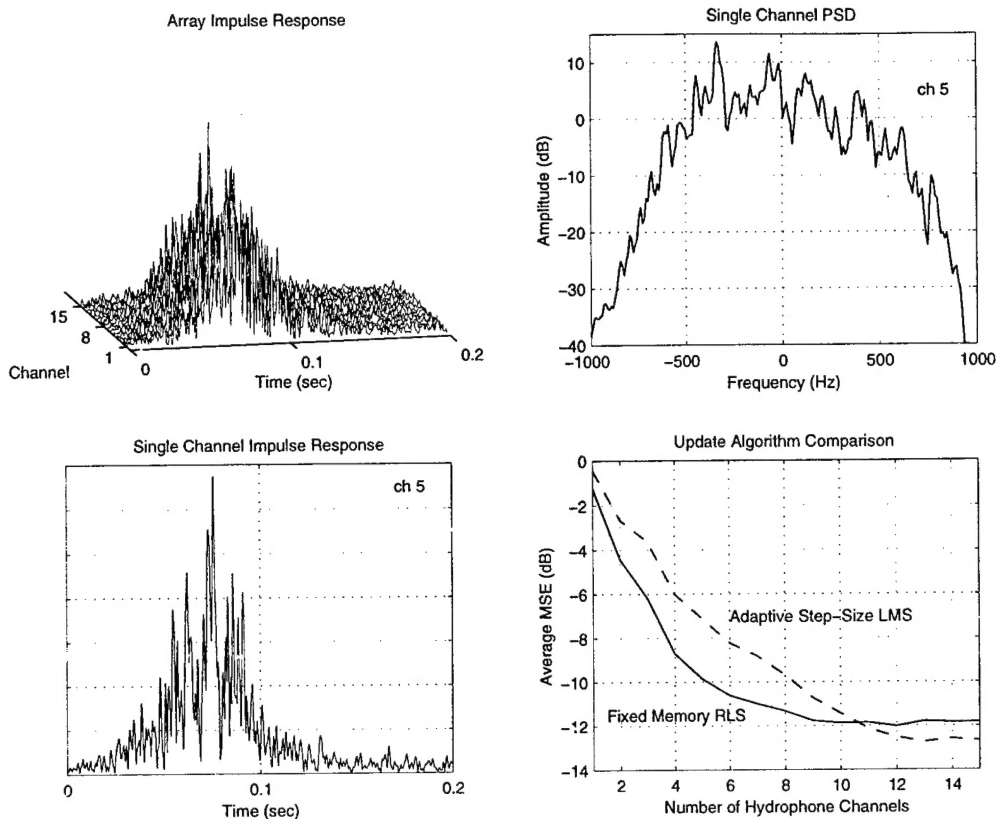 Array Impulse Response
15
8
1
Channel
0
0.1
0.2
Time (sec)
Single Channel PSD
ch 5
10
0
−10
−20
−30
−40
Amplitude (dB)
−1000
−500
0
500
1000
Frequency (Hz)
Single Channel Impulse Response
ch 5
0
0.1
0.2
Time (sec)
Update Algorithm Comparison
0
−2
−4
−6
−8
−10
−12
−14
Average MSE (dB)
Adaptive Step−Size LMS
Fixed Memory RLS
2
4
6
8
10
12
14
Number of Hydrophone Channels